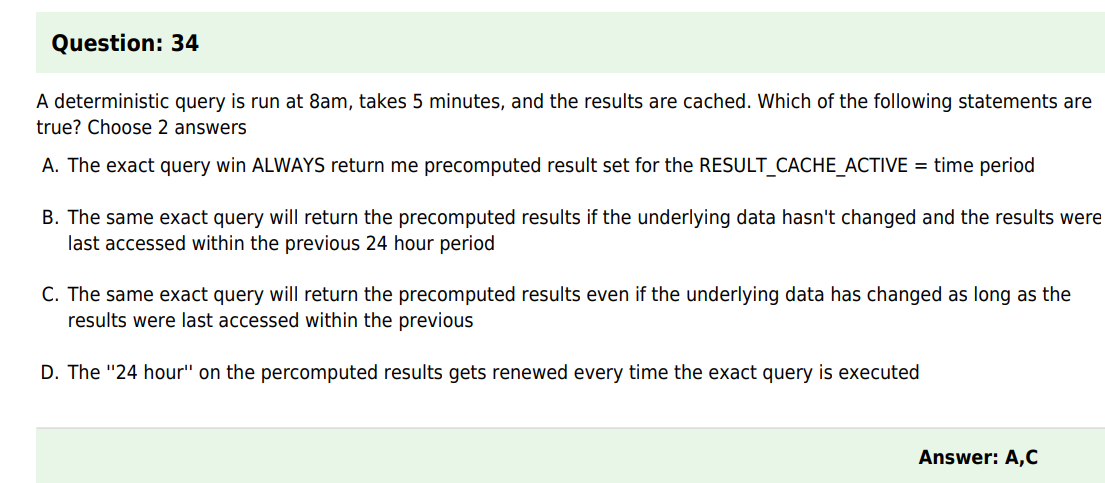 Question: 34
A deterministic query is run at 8am, takes 5 minutes, and the results are cached. Which of the following statements are
true? Choose 2 answers
A. The exact query win ALWAYS return me precomputed result set for the RESULT_CACHE_ACTIVE = time period
B. The same exact query will return the precomputed results if the underlying data hasn't changed and the results were
last accessed within the previous 24 hour period
C. The same exact query will return the precomputed results even if the underlying data has changed as long as the
results were last accessed within the previous
D. The ''24 hour'' on the percomputed results gets renewed every time the exact query is executed
Answer: A,C